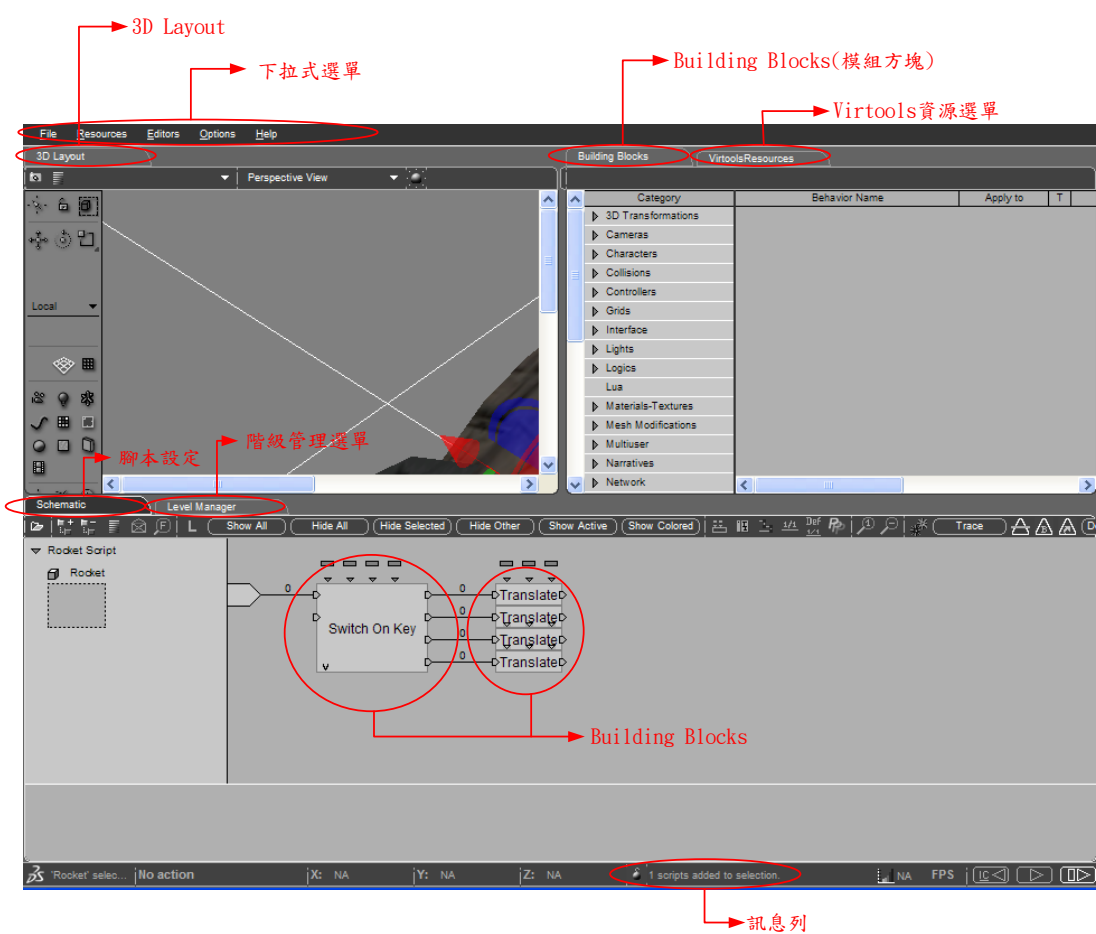 3D Layout
下拉式選單
Building Blocks(模組方塊)
Virtools資源選單
File Resources Editors Options Help
3D Layout
Building Blocks
VirtoolsResources
Perspective View
Category
Behavior Name
Apply to
T
3D Transformations
Cameras
Characters
Collisions
Controllers
Grids
Interface
Lights
Logics
Lua
Materials-Textures
Mesh Modifications
Multiuser
Narratives
Network
Local
階級管理選單
腳本設定
Schematic
Level Manager
L
Show All
Hide All
Hide Selected
Hide Other
Show Active
Show Colored
1/1
Def
Trace
Rocket Script
Rocket
0
Switch On Key
0
Translate
0
Translate
0
Translate
0
Translate
Building Blocks
'Rocket' selec...
No action
X: NA
Y: NA
Z: NA
1 scripts added to selection.
NA
FPS
IC
訊息列